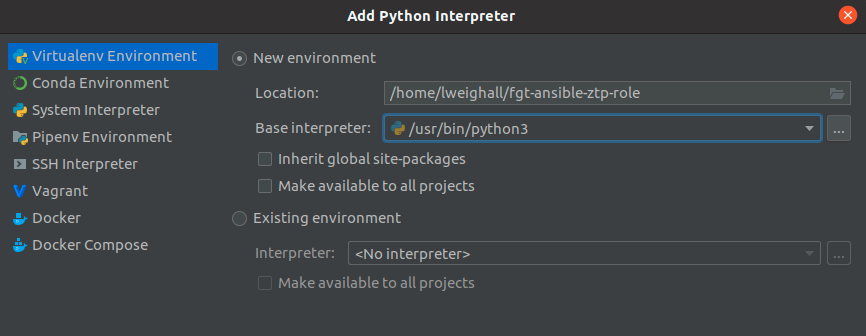 Add Python Interpreter
Virtualenv Environment
Conda Environment
System Interpreter
Pipenv Environment
SSH Interpreter
Vagrant
Docker
Docker Compose
New environment
Location: /home/lweighall/fgt-ansible-ztp-role
Base interpreter: /usr/bin/python3 ...
Inherit global site-packages
Make available to all projects
Existing environment
Interpreter: <No interpreter> ...
Make available to all projects